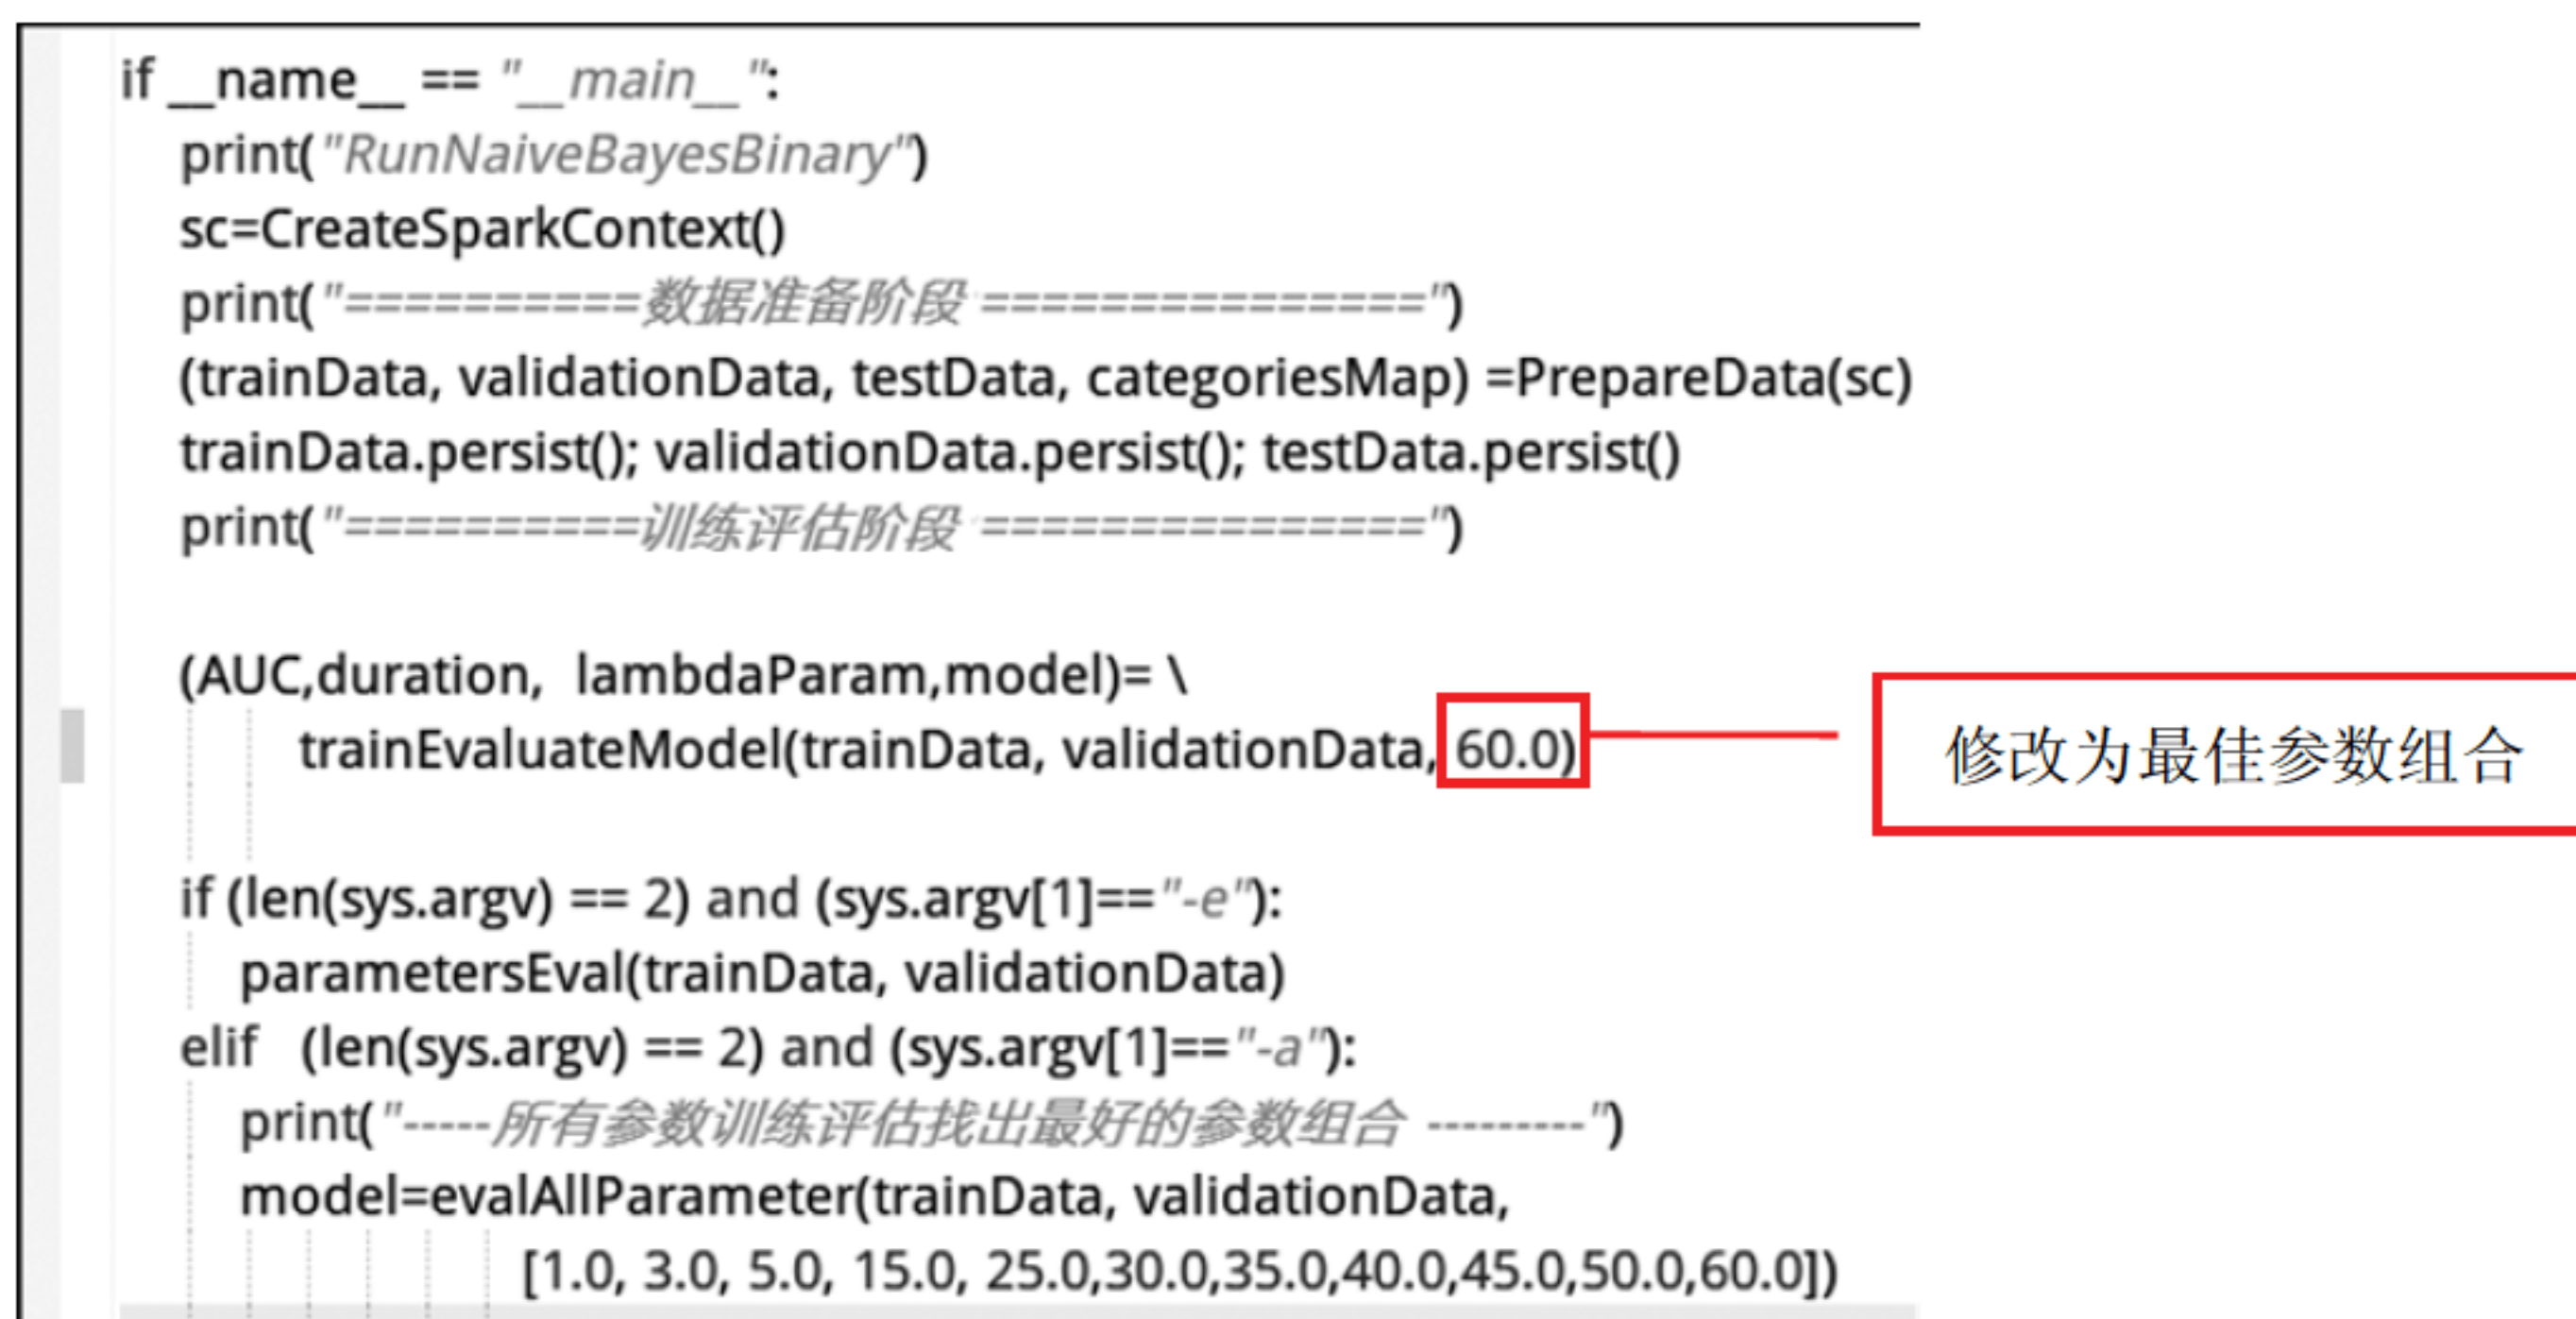 if __name__ == "__main__":
print("RunNaiveBayesBinary")
sc=CreateSparkContext()
print("==========数据准备阶段 ===============")
(trainData, validationData, testData, categoriesMap) =PrepareData(sc)
trainData.persist(); validationData.persist(); testData.persist()
print("==========训练评估阶段 ===============")
(AUC,duration,  lambdaParam,model)= \
trainEvaluateModel(trainData, validationData, 60.0)
修改为最佳参数组合
if (len(sys.argv) == 2) and (sys.argv[1]=="-e"):
parametersEval(trainData, validationData)
elif   (len(sys.argv) == 2) and (sys.argv[1]=="-a"):
print("-----所有参数训练评估找出最好的参数组合 ---------")
model=evalAllParameter(trainData, validationData,
[1.0, 3.0, 5.0, 15.0, 25.0,30.0,35.0,40.0,45.0,50.0,60.0])